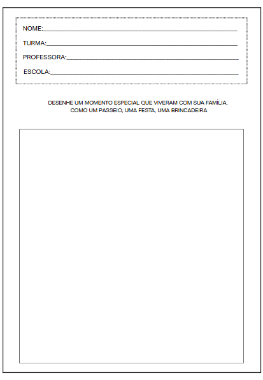 NOME:
TURMA:
PROFESSORA:
ESCOLA:
DESENHE UM MOMENTO ESPECIAL QUE VIVERAM COM SUA FAMÍLIA.
COMO UM PASSEIO, UMA FESTA, UMA BRINCADEIRA